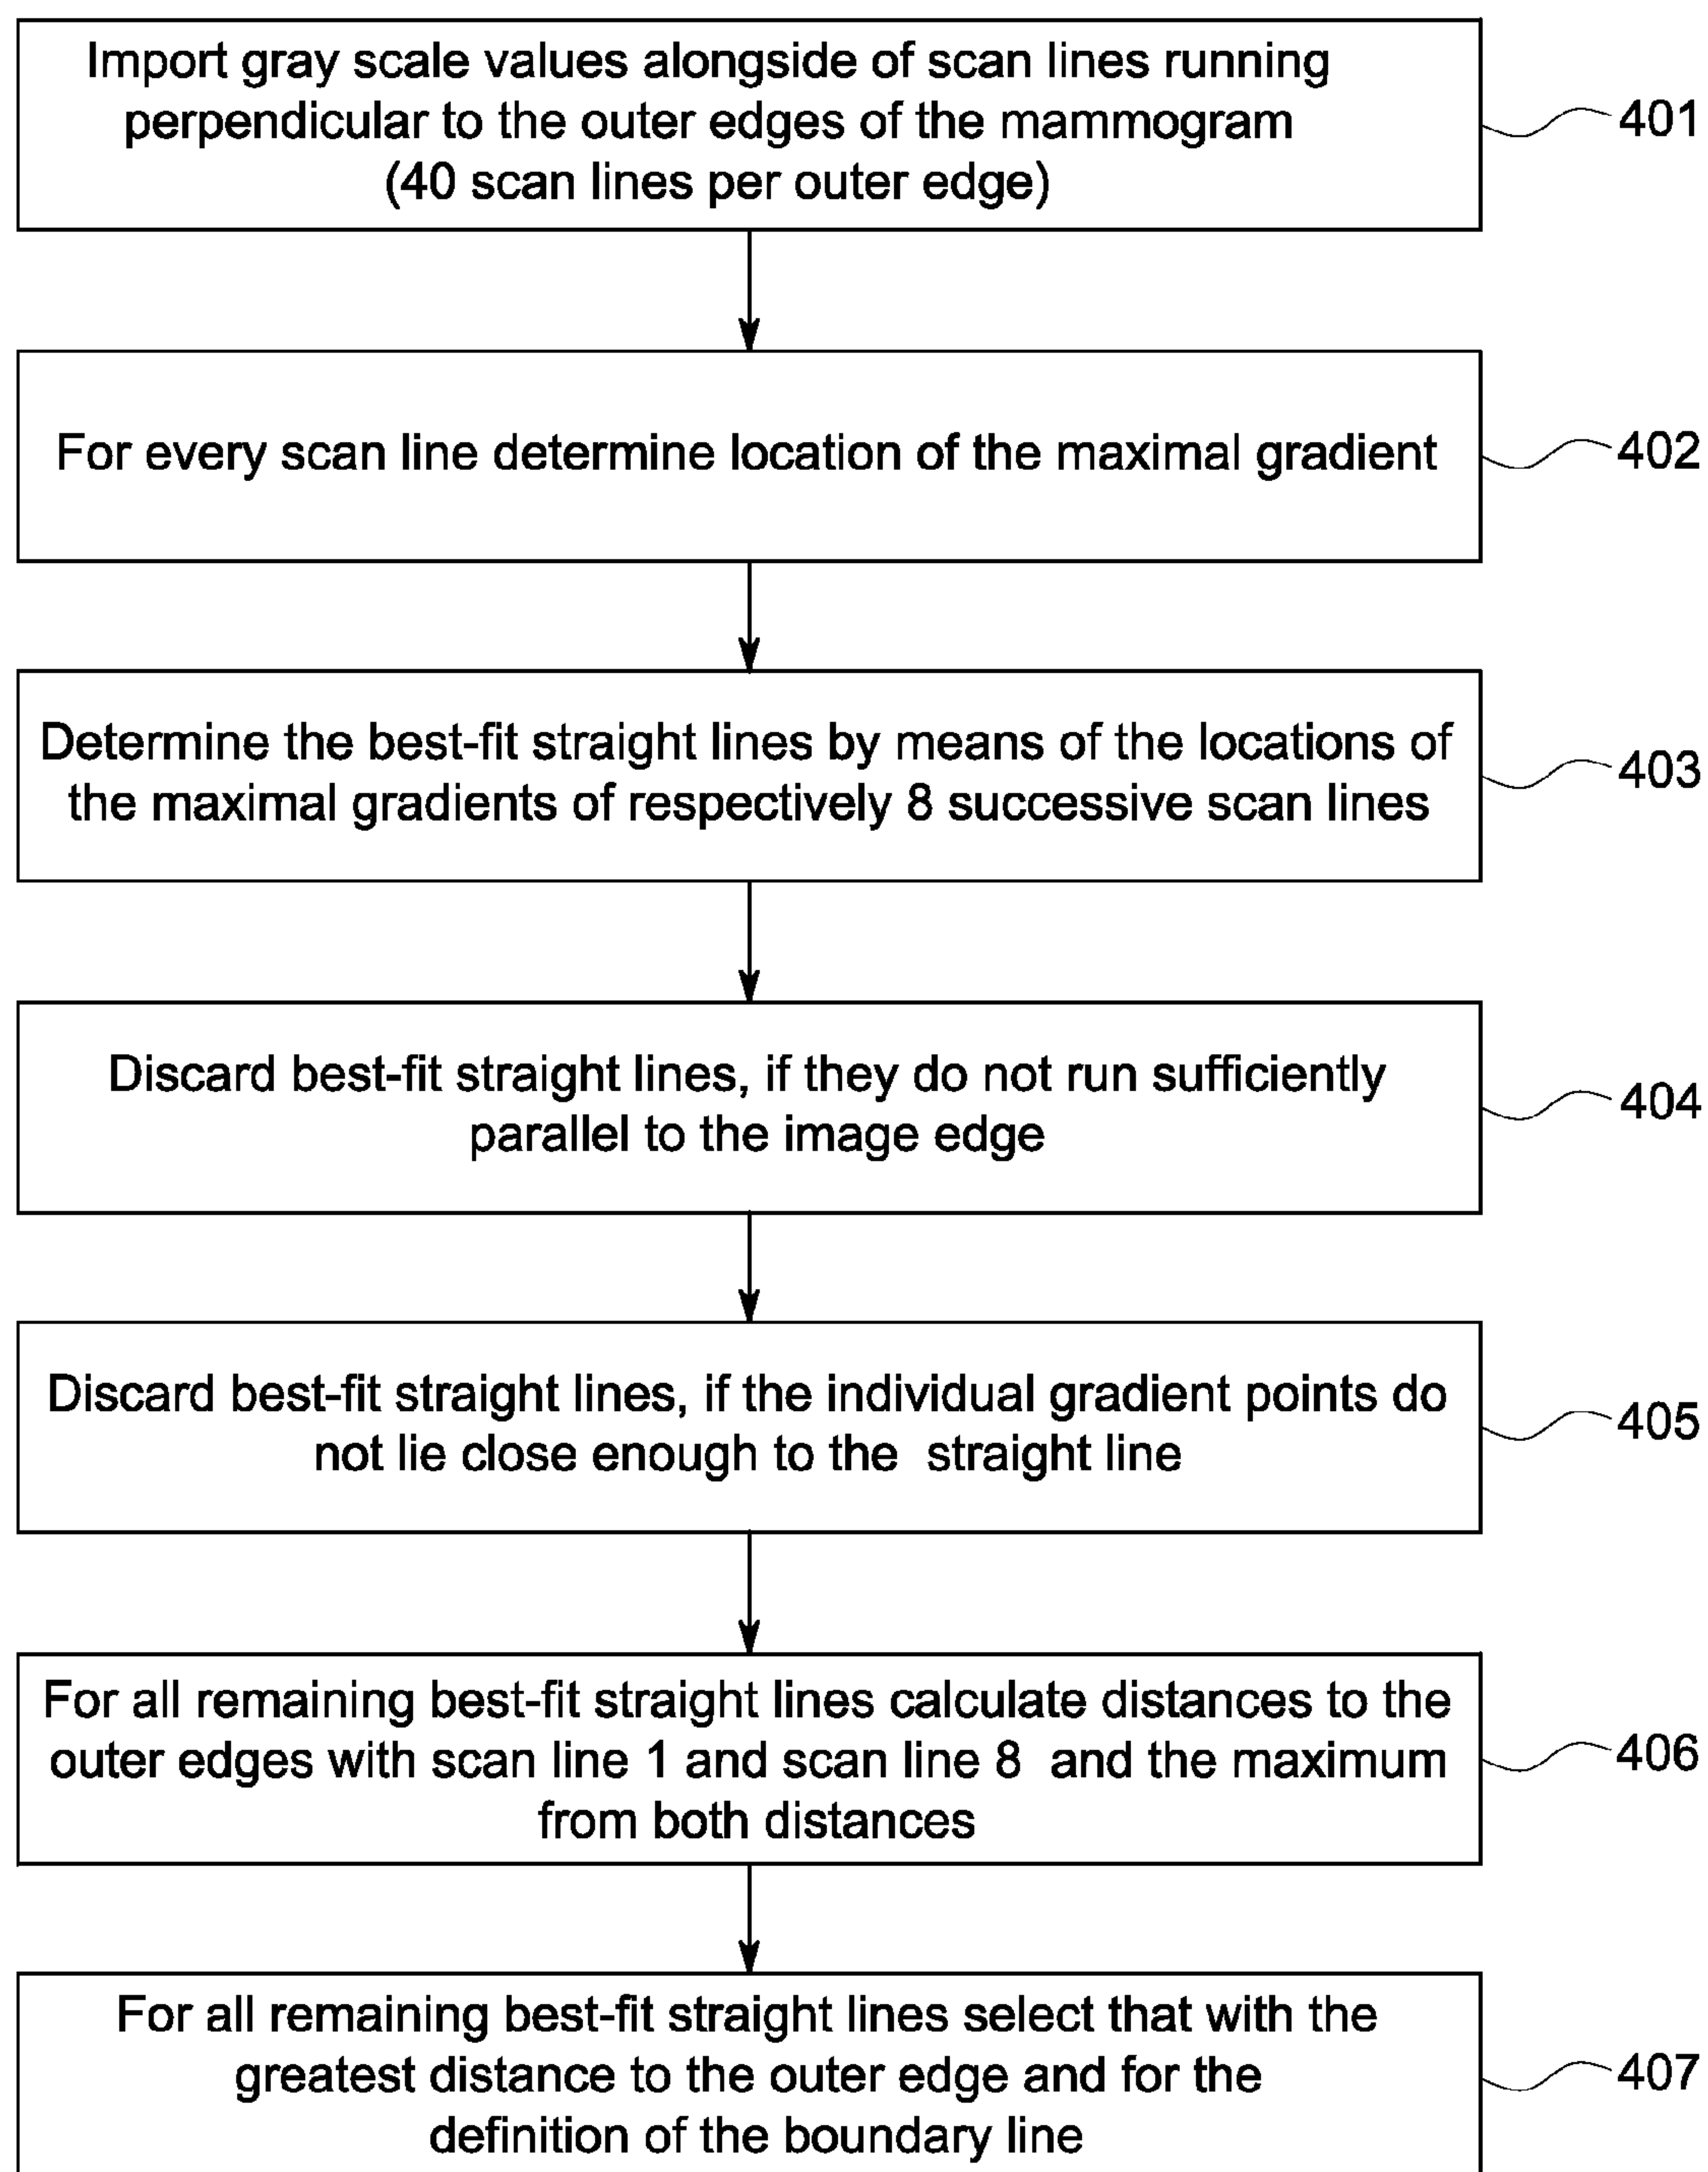 Import gray scale values alongside of scan lines running
perpendicular to the outer edges of the mammogram
(40 scan lines per outer edge)
401
For every scan line determine location of the maximal gradient
402
Determine the best-fit straight lines by means of the locations of
the maximal gradients of respectively 8 successive scan lines
403
Discard best-fit straight lines, if they do not run sufficiently
parallel to the image edge
404
Discard best-fit straight lines, if the individual gradient points do
not lie close enough to the straight line
405
For all remaining best-fit straight lines calculate distances to the
outer edges with scan line 1 and scan line 8 and the maximum
from both distances
406
For all remaining best-fit straight lines select that with the
greatest distance to the outer edge and for the
definition of the boundary line
407